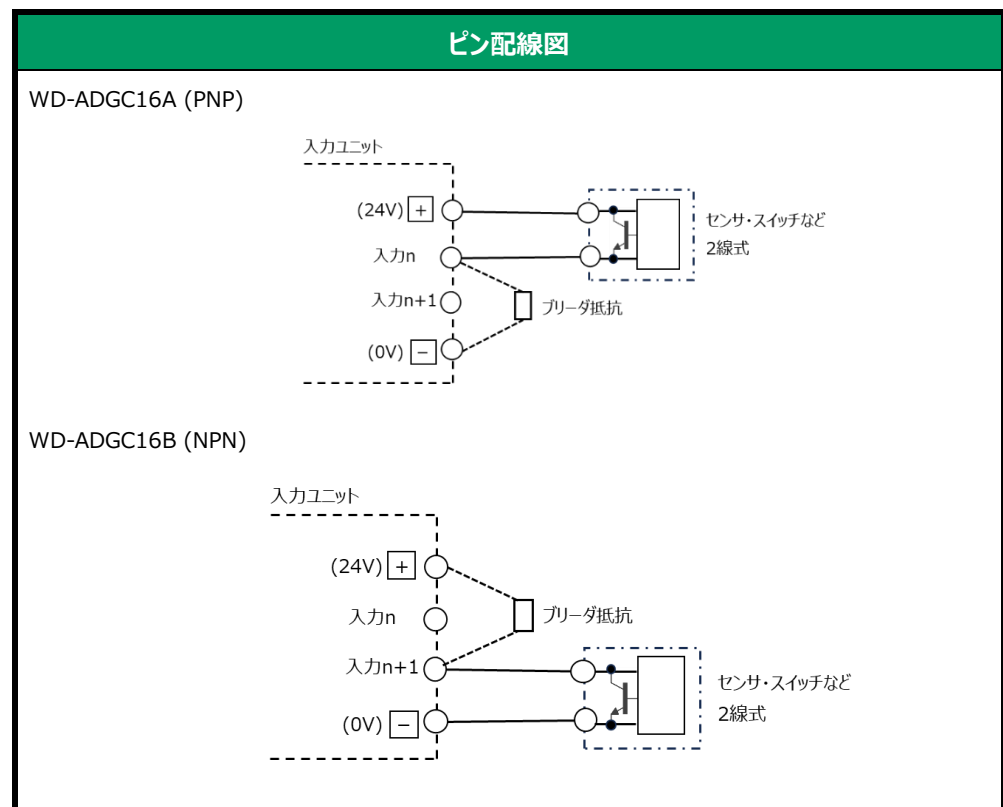 ピン配線図
WD-ADGC16A (PNP)
入力ユニット
(24V) +
入力n
入力n+1
(0V) −
センサ・スイッチなど
2線式
ブリーダ抵抗
WD-ADGC16B (NPN)
入力ユニット
(24V) +
入力n
入力n+1
(0V) −
ブリーダ抵抗
センサ・スイッチなど
2線式